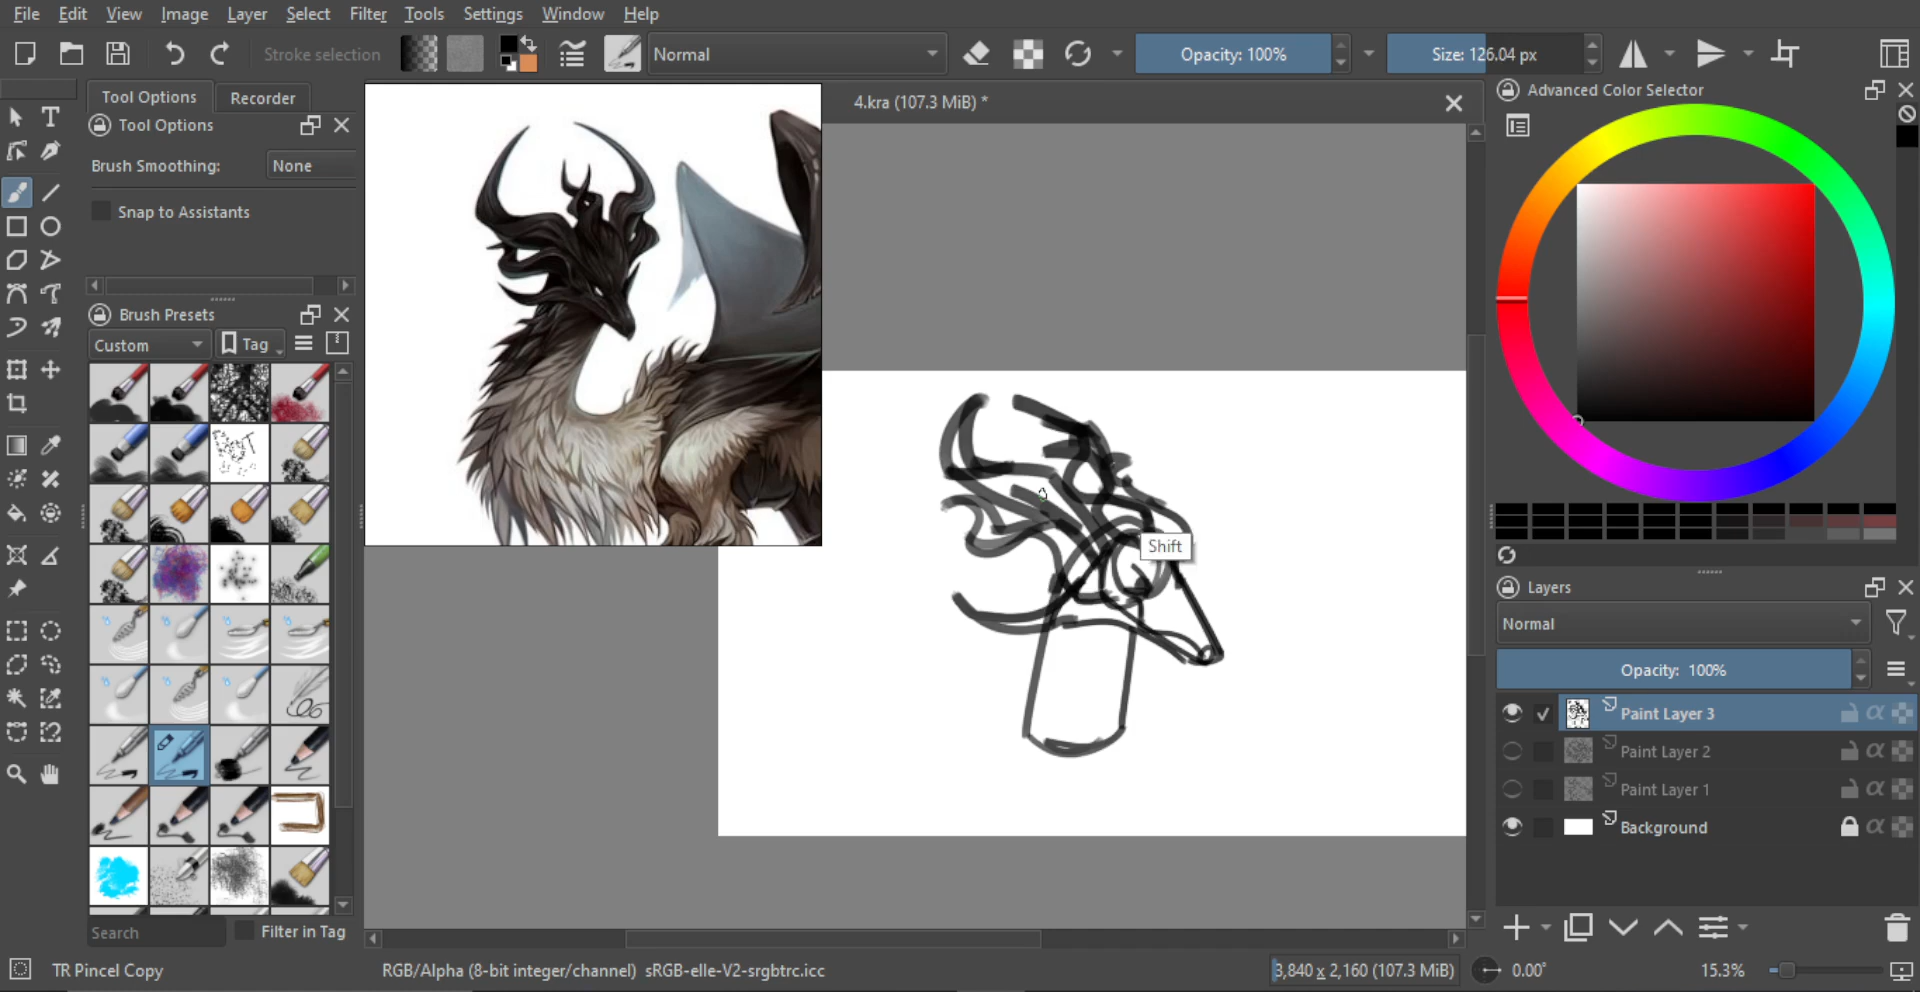 File Edit View Image Layer Select Filter Tools Settings Window Help
Stroke selection
Normal
Opacity: 100%
Size: 126.04 px
Tool Options
Recorder
4.kra (107.3 MiB) *
Advanced Color Selector
Tool Options
Brush Smoothing:
None
Snap to Assistants
Brush Presets
Custom
Tag
Shift
Layers
Normal
Opacity: 100%
Paint Layer 3
Paint Layer 2
Paint Layer 1
Background
Search
Filter in Tag
TR Pincel Copy
RGB/Alpha (8-bit integer/channel) sRGB-elle-V2-srgbtrc.icc
3,840 x 2,160 (107.3 MiB)
0.00°
15.3%